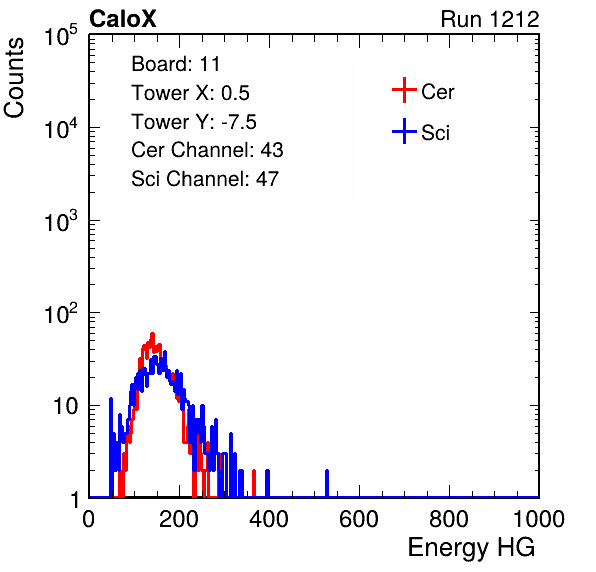 CaloX Run 1212
Counts
10^5
10^4
10^3
10^2
10
1
Board: 11
Tower X: 0.5
Tower Y: -7.5
Cer Channel: 43
Sci Channel: 47
Cer
Sci
0 200 400 600 800 1000
Energy HG